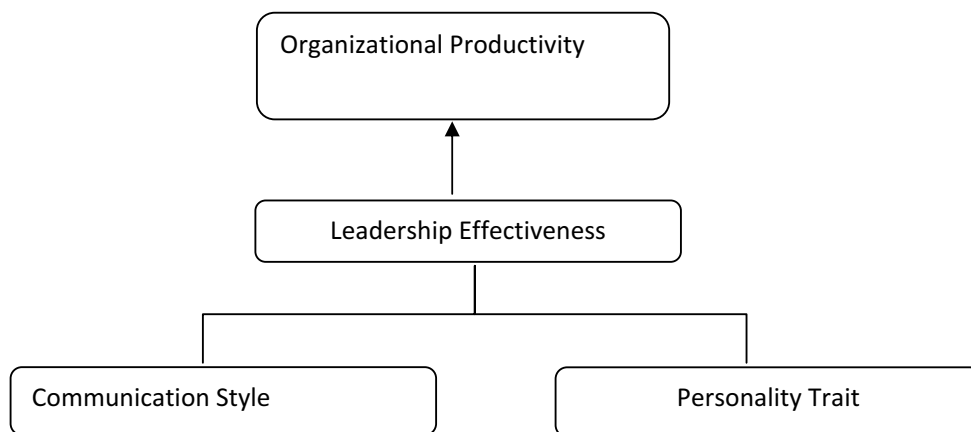 Organizational Productivity
Leadership Effectiveness
Communication Style
Personality Trait